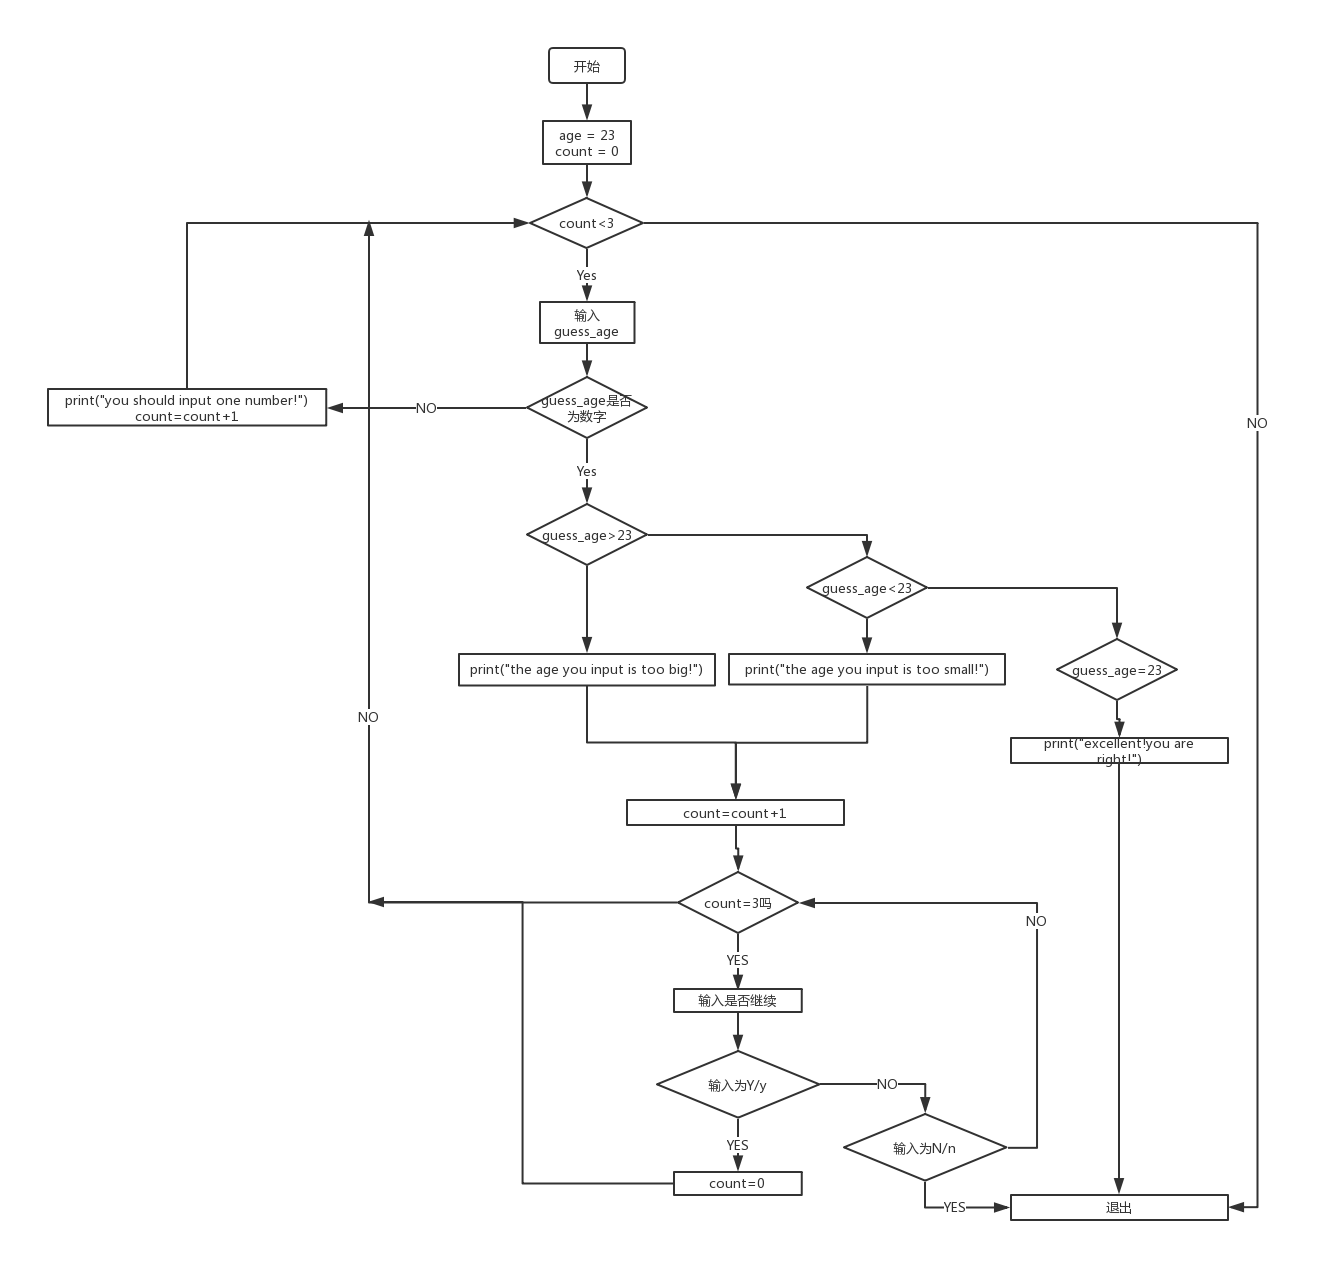 开始
age = 23
count = 0
count<3
Yes
输入
guess_age
guess_age是否
为数字
NO
print("you should input one number!")
count=count+1
NO
Yes
guess_age>23
guess_age<23
guess_age=23
print("the age you input is too big!")
print("the age you input is too small!")
NO
print("excellent!you are
right!")
count=count+1
count=3吗
NO
YES
输入是否继续
输入为Y/y
NO
YES
输入为N/n
count=0
YES
退出